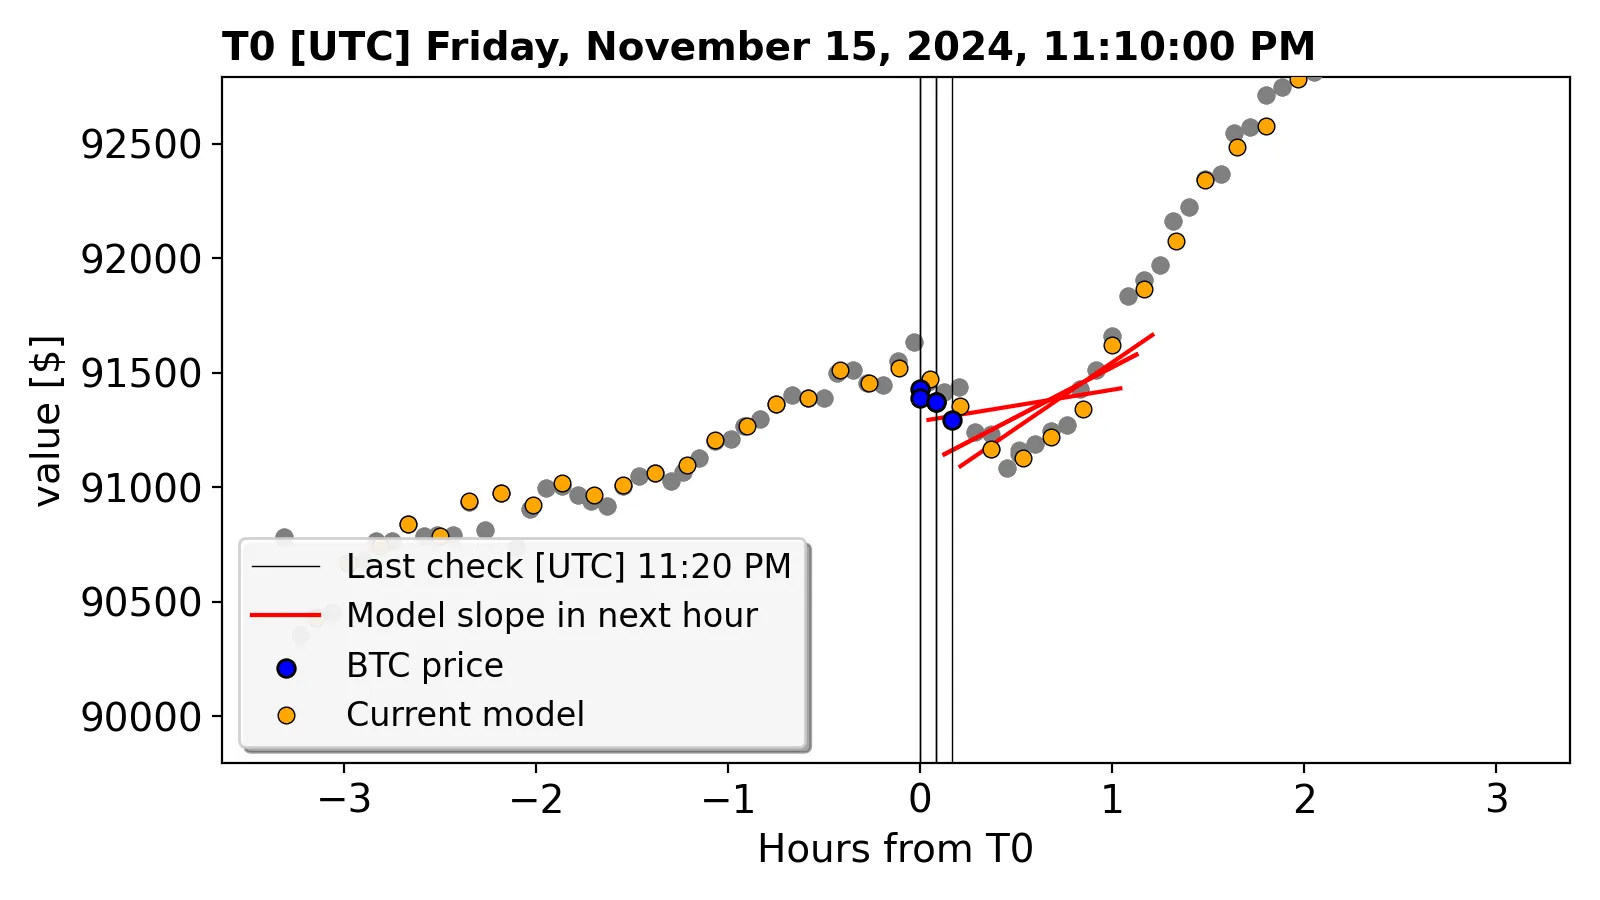 T0 [UTC] Friday, November 15, 2024, 11:10:00 PM
92500
92000
91500
91000
90500
90000
value [$]
Last check [UTC] 11:20 PM
Model slope in next hour
BTC price
Current model
−3 −2 −1 0 1 2 3
Hours from T0